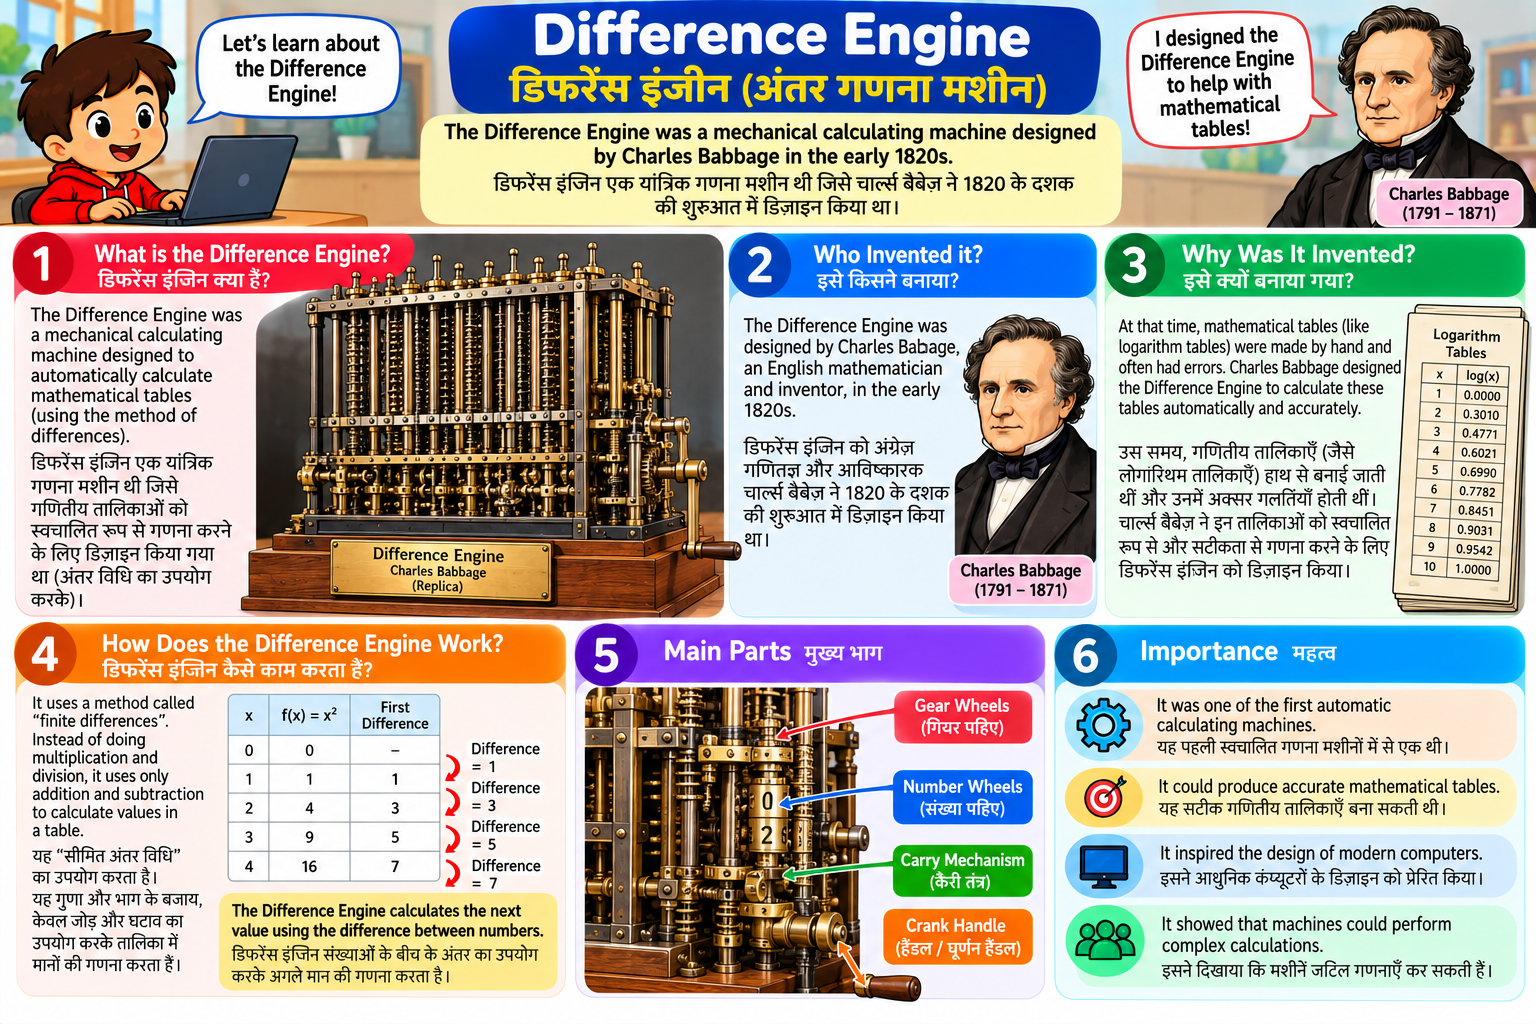 Let's learn about
the Difference
Engine!
Difference Engine
डिफरेंस इंजीन (अंतर गणना मशीन)
The Difference Engine was a mechanical calculating machine designed
by Charles Babbage in the early 1820s.
डिफरेंस इंजिन एक यांत्रिक गणना मशीन थी जिसे चार्ल्स बैबेज़ ने 1820 के दशक
की शुरुआत में डिज़ाइन किया था।
I designed the
Difference Engine
to help with
mathematical
tables!
Charles Babbage
(1791 – 1871)
1 What is the Difference Engine?
डिफरेंस इंजिन क्या हैं?
The Difference Engine was
a mechanical calculating
machine designed to
automatically calculate
mathematical tables
(using the method of
differences).
डिफरेंस इंजिन एक यांत्रिक
गणना मशीन थी जिसे
गणितीय तालिकाओं को
स्वचालित रूप से गणना करने
के लिए डिज़ाइन किया गया
था (अंतर विधि का उपयोग
करके)।
Difference Engine
Charles Babbage
(Replica)
2 Who Invented it?
इसे किसने बनाया?
The Difference Engine was
designed by Charles Babbage,
an English mathematician
and inventor, in the early
1820s.
डिफरेंस इंजिन को अंग्रेज़
गणितज्ञ और आविष्कारक
चार्ल्स बैबेज़ ने 1820 के दशक
की शुरुआत में डिज़ाइन किया
था।
Charles Babbage
(1791 – 1871)
3 Why Was It Invented?
इसे क्यों बनाया गया?
At that time, mathematical tables (like
logarithm tables) were made by hand and
often had errors. Charles Babbage designed
the Difference Engine to calculate these
tables automatically and accurately.
उस समय, गणितीय तालिकाएँ (जैसे
लोगारिथम तालिकाएँ) हाथ से बनाई जाती
थीं और उनमें अक्सर गलतियाँ होती थीं।
चार्ल्स बैबेज़ ने इन तालिकाओं को स्वचालित
रूप से और सटीकता से गणना करने के लिए
डिफरेंस इंजिन को डिज़ाइन किया।
Logarithm
Tables
x log(x)
1 0.0000
2 0.3010
3 0.4771
4 0.6021
5 0.6990
6 0.7782
7 0.8451
8 0.9031
9 0.9542
10 1.0000
4 How Does the Difference Engine Work?
डिफरेंस इंजिन कैसे काम करता हैं?
It uses a method called
“finite differences”.
Instead of doing
multiplication and
division, it uses only
addition and subtraction
to calculate values in
a table.
यह “सीमित अंतर विधि”
का उपयोग करता है।
यह गुणा और भाग के बजाय,
केवल जोड़ और घटाव का
उपयोग करके तालिका में
मानों की गणना करता हैं।
x f(x) = x² First
Difference
0 0 –
1 1 1
2 4 3
3 9 5
4 16 7
Difference
= 1
Difference
= 3
Difference
= 5
Difference
= 7
The Difference Engine calculates the next
value using the difference between numbers.
डिफरेंस इंजिन संख्याओं के बीच के अंतर का उपयोग
करके अगले मान की गणना करता है।
5 Main Parts मुख्य भाग
0
2
Gear Wheels
(गियर पहिए)
Number Wheels
(संख्या पहिए)
Carry Mechanism
(कैरी तंत्र)
Crank Handle
(हैंडल / घूर्णन हैंडल)
6 Importance महत्व
It was one of the first automatic
calculating machines.
यह पहली स्वचालित गणना मशीनों में से एक थी।
It could produce accurate mathematical tables.
यह सटीक गणितीय तालिकाएँ बना सकती थी।
It inspired the design of modern computers.
इसने आधुनिक कंप्यूटरों के डिज़ाइन को प्रेरित किया।
It showed that machines could perform
complex calculations.
इसने दिखाया कि मशीनें जटिल गणनाएँ कर सकती हैं।